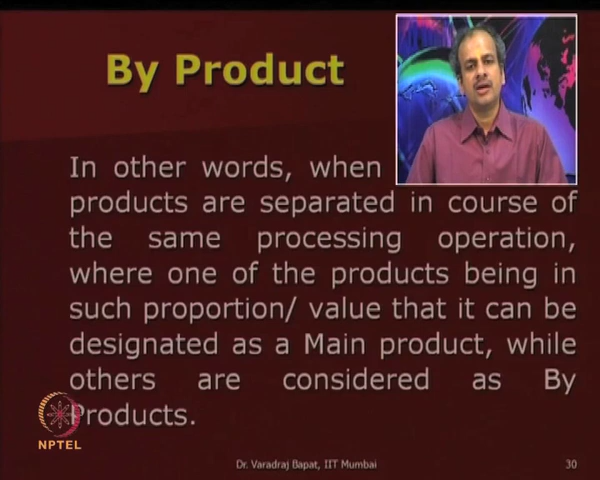 By Product
In other words, when
products are separated in course of
the same processing operation,
where one of the products being in
such proportion/ value that it can be
designated as a Main product, while
others are considered as By
Products.
NPTEL
Dr. Varadraj Bapat, IIT Mumbai
30